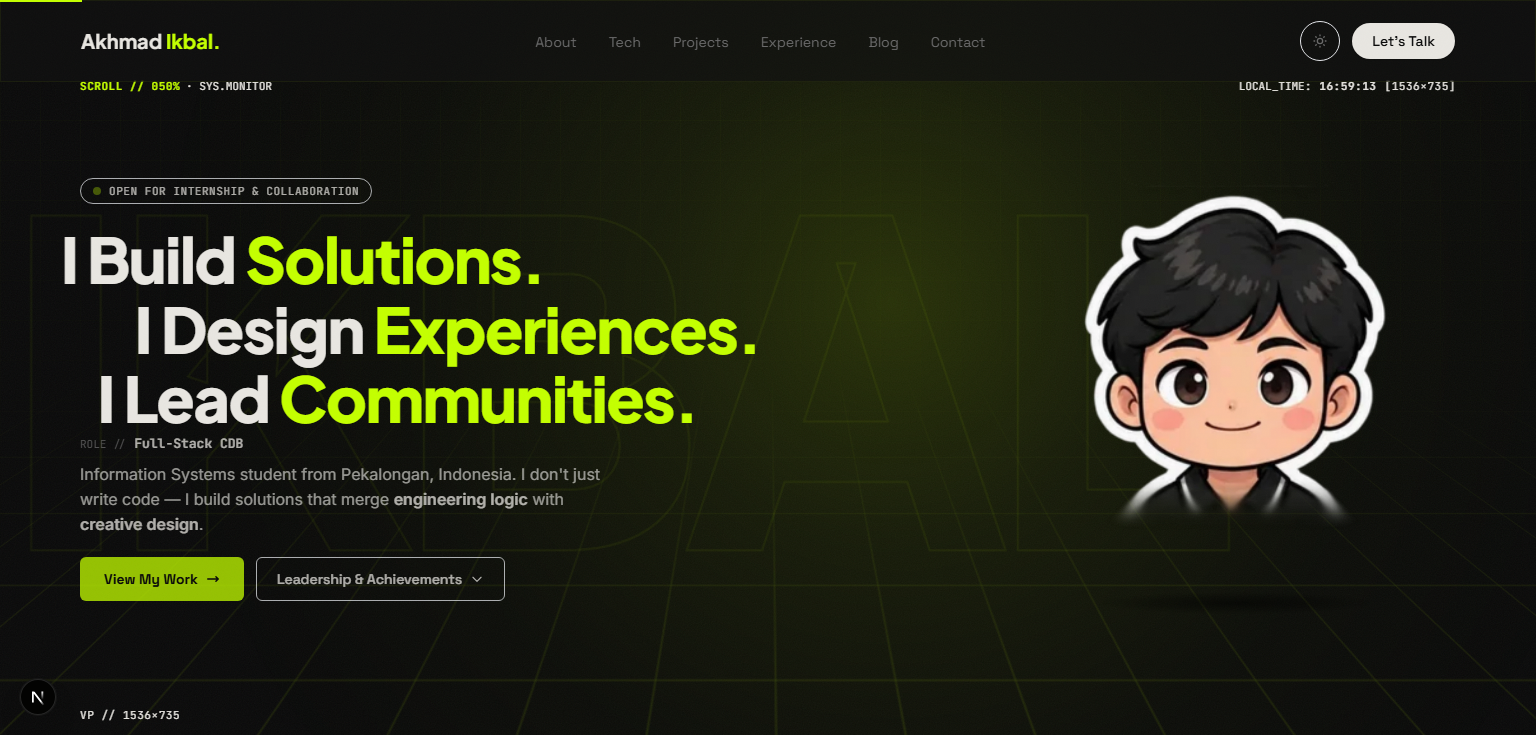 Akhmad Ikbal.
About Tech Projects Experience Blog Contact
Let's Talk
SCROLL // 050% · SYS.MONITOR
LOCAL_TIME: 16:59:13 [1536×735]
OPEN FOR INTERNSHIP & COLLABORATION
IKBAL
I Build Solutions.
I Design Experiences.
I Lead Communities.
ROLE // Full-Stack CDB
Information Systems student from Pekalongan, Indonesia. I don't just
write code — I build solutions that merge engineering logic with
creative design.
View My Work →
Leadership & Achievements
N
VP // 1536×735